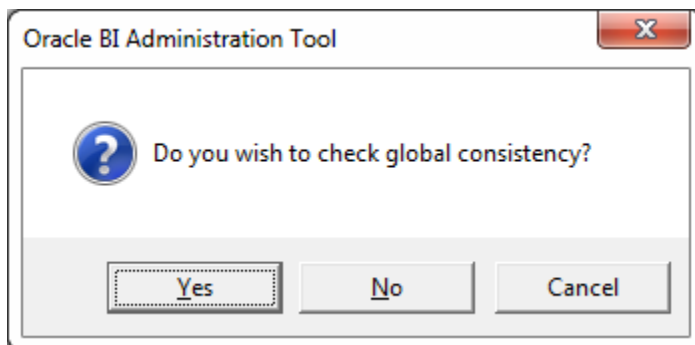 Oracle BI Administration Tool
Do you wish to check global consistency?
Yes
No
Cancel